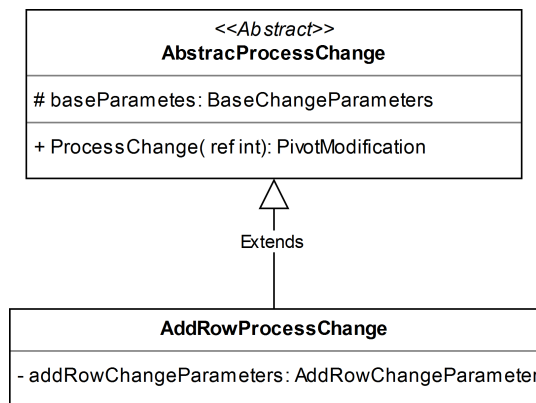 <<Abstract>>
AbstracProcessChange
# baseParametes: BaseChangeParameters
+ ProcessChange( ref int): PivotModification
Extends
AddRowProcessChange
- addRowChangeParameters: AddRowChangeParameter